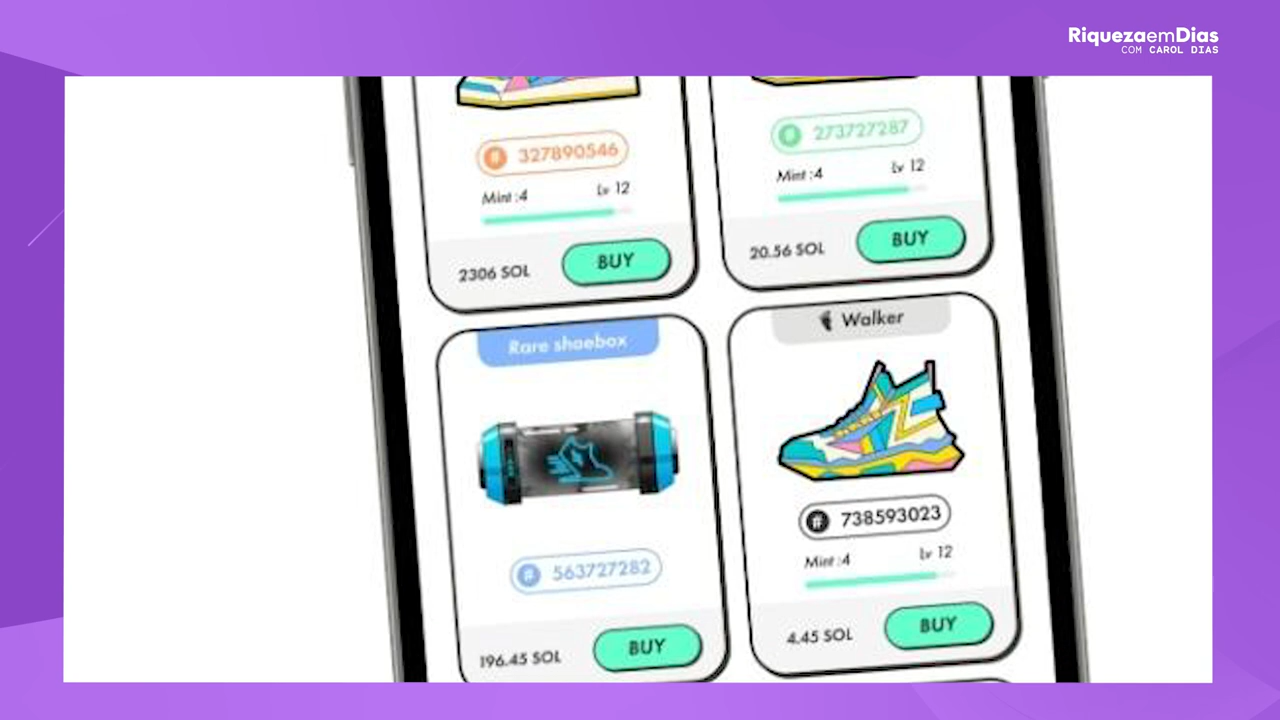 RiquezaemDias
COM CAROL DIAS
# 327890546
Mint :4 Lv 12
2306 SOL BUY
# 273727287
Mint :4 Lv 12
20.56 SOL BUY
Rare shoebox
# 563727282
196.45 SOL BUY
Walker
# 738593023
Mint :4 Lv 12
4.45 SOL BUY